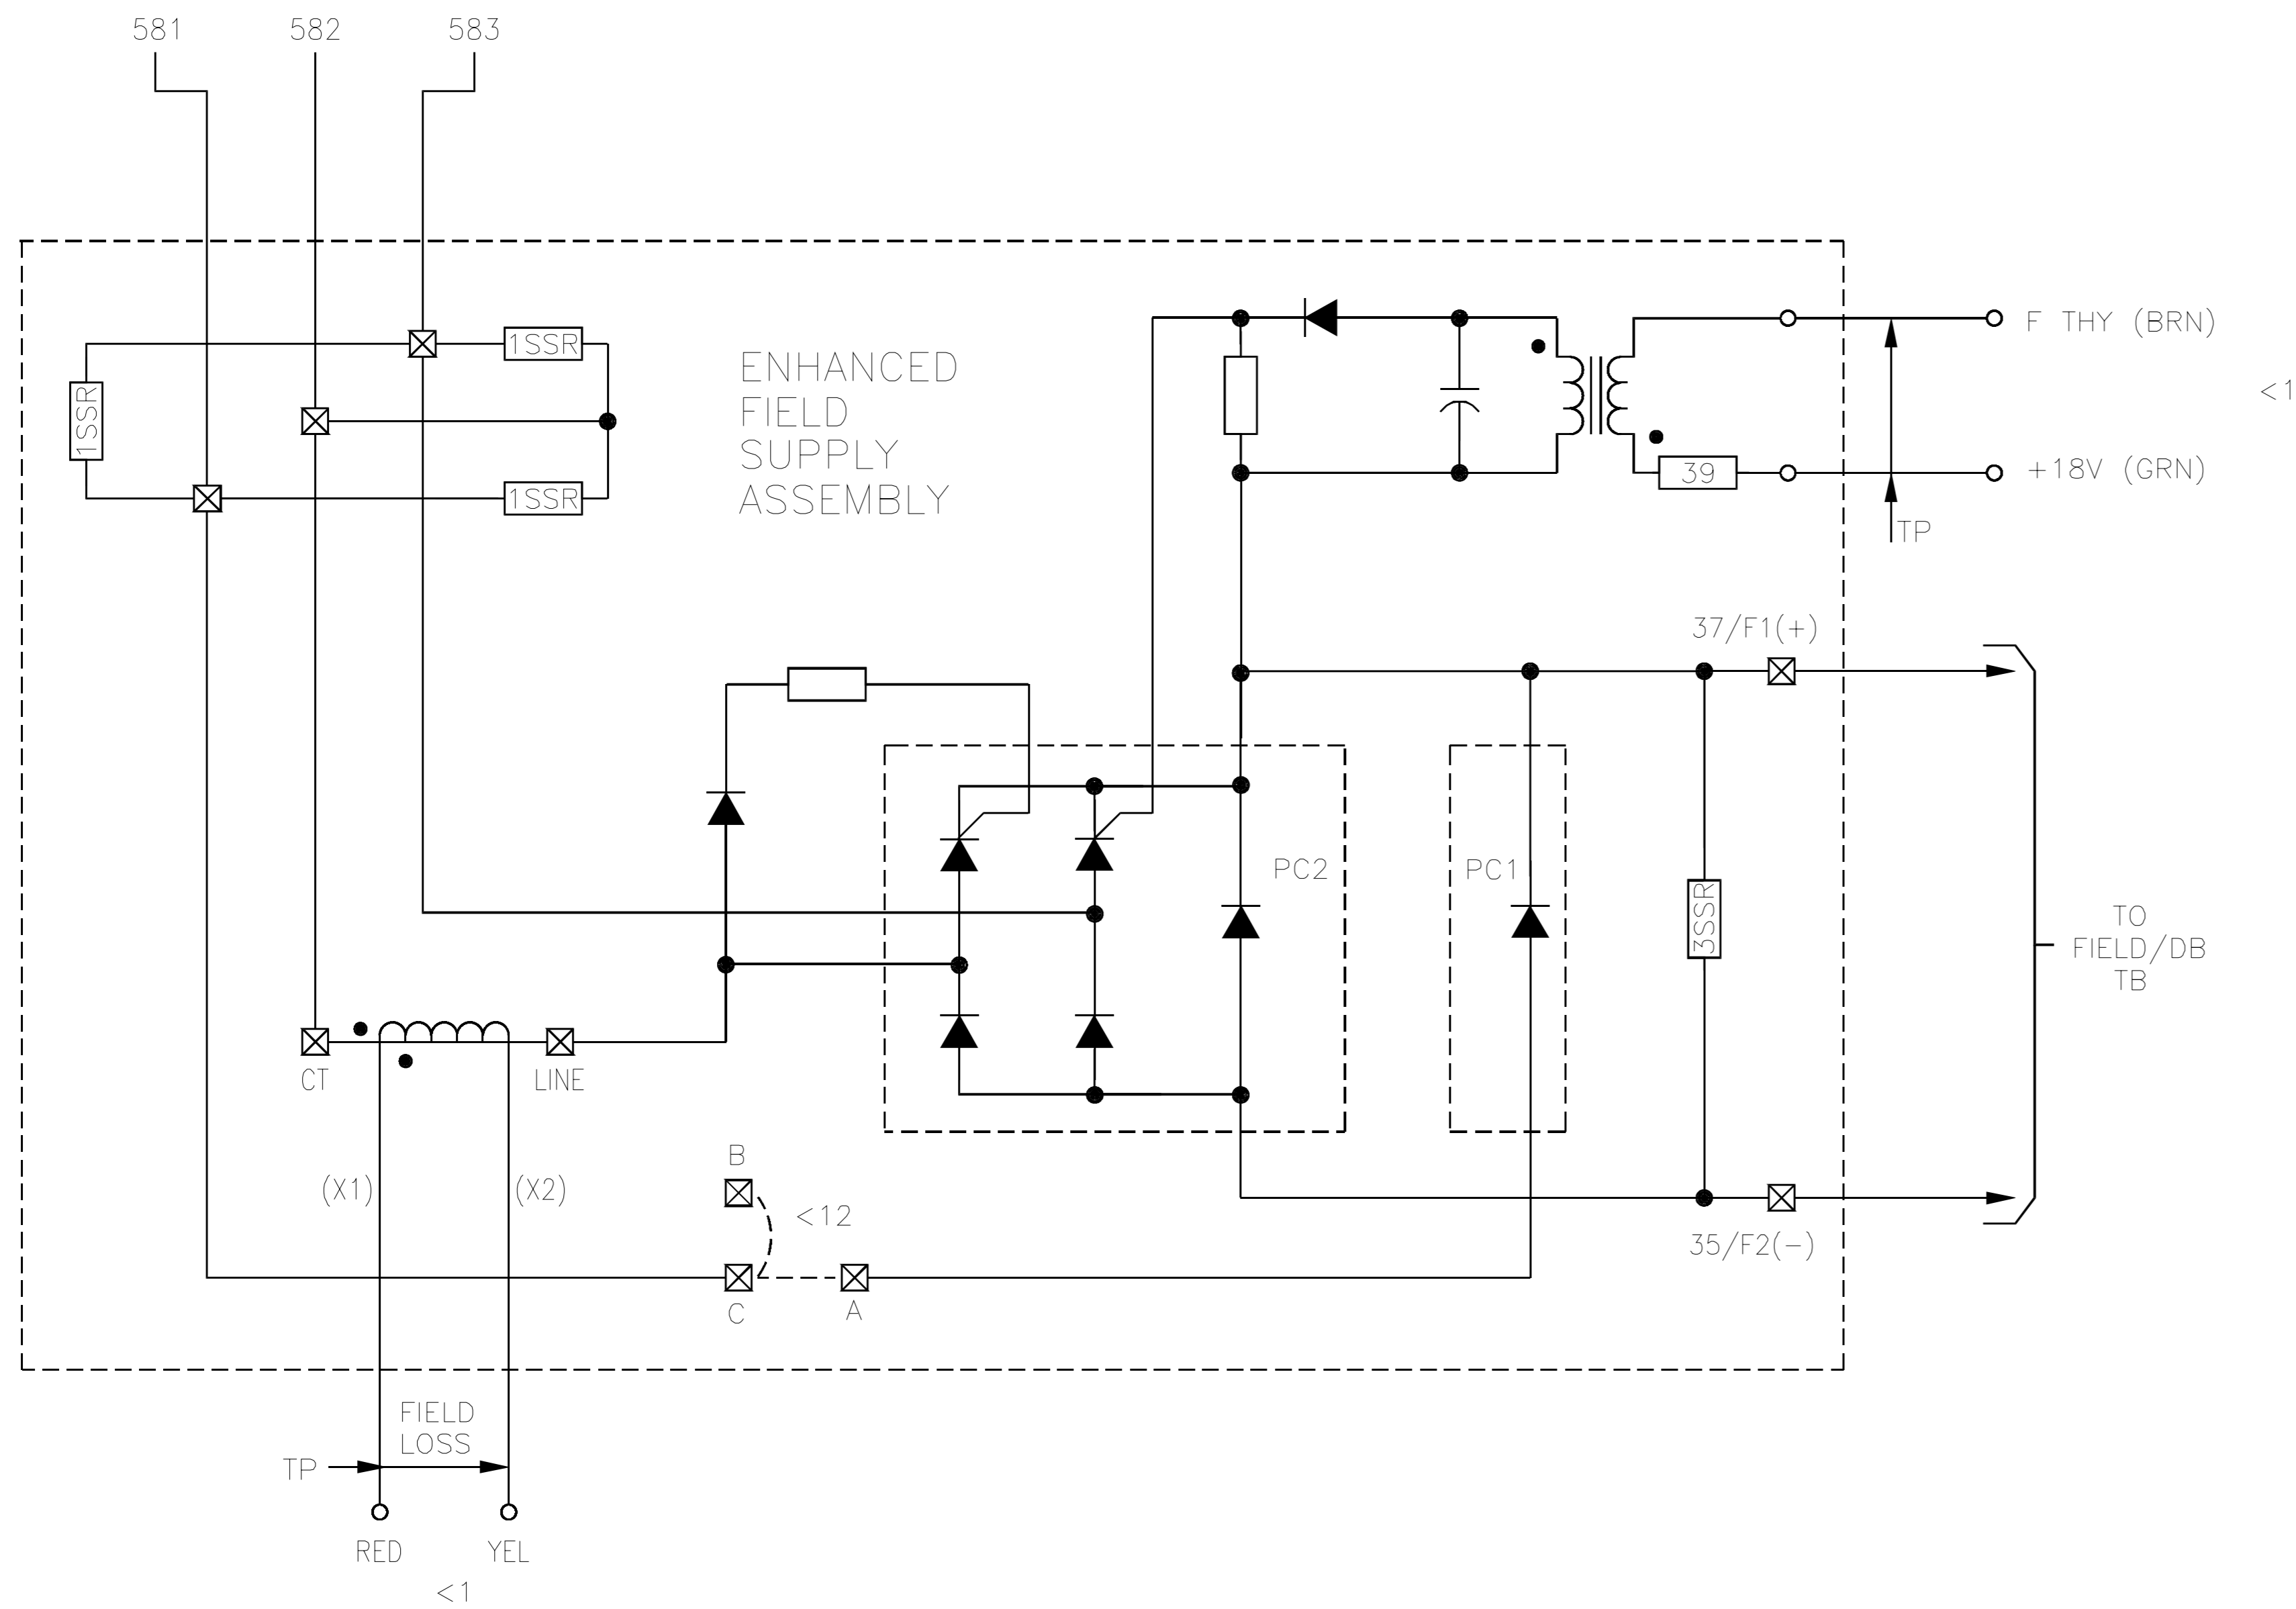 581
582
583
1SSR
1SSR
1SSR
ENHANCED
FIELD
SUPPLY
ASSEMBLY
F THY (BRN)
<1
39
+18V (GRN)
TP
37/F1(+)
PC2
PC1
3SSR
TO
FIELD/DB
TB
CT
LINE
B
(X1)
(X2)
<12
35/F2(-)
C
A
FIELD
LOSS
TP
RED
YEL
<1